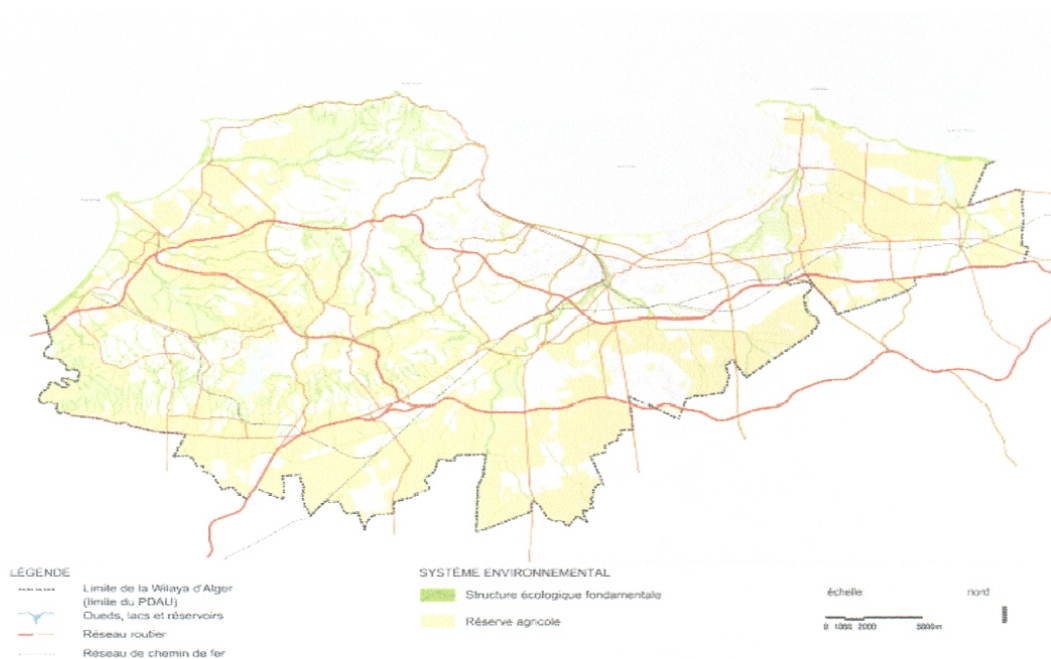 LÉGENDE
Limite de la Wilaya d'Alger
(limite du PDAU)
Oueds, lacs et réservoirs
Réseau routier
Réseau de chemin de fer
SYSTÈME ENVIRONNEMENTAL
Structure écologique fondamentale
Réserve agricole
échelle
nord
0 1000 2000 5000m